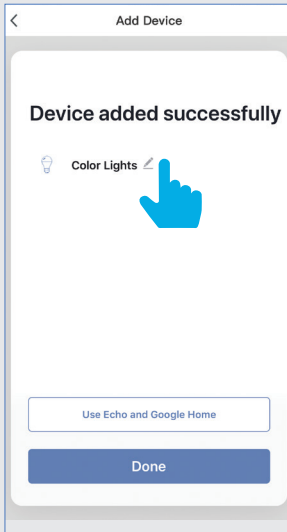 Add Device
Device added successfully
Color Lights
Use Echo and Google Home
Done